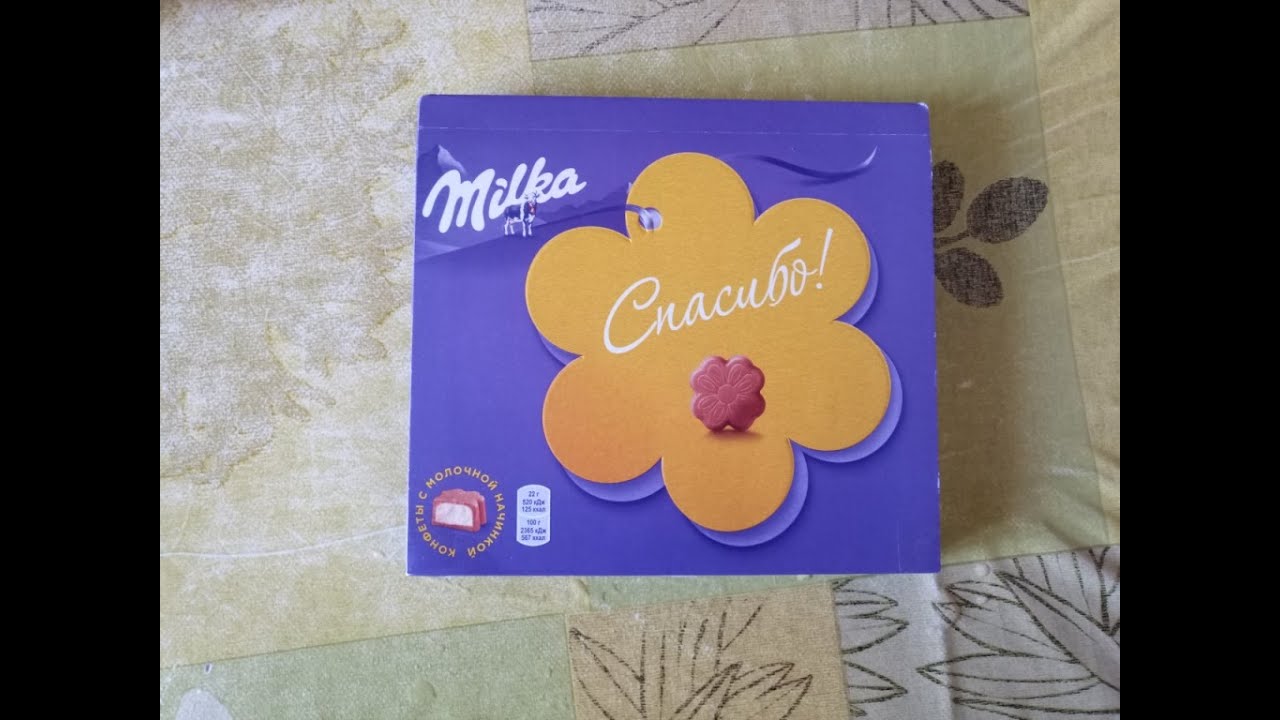 Milka
Спасибо!
КОНФЕТЫ С МОЛОЧНОЙ НАЧИНКОЙ
22 г
520 кДж
125 ккал
100 г
2365 кДж
567 ккал